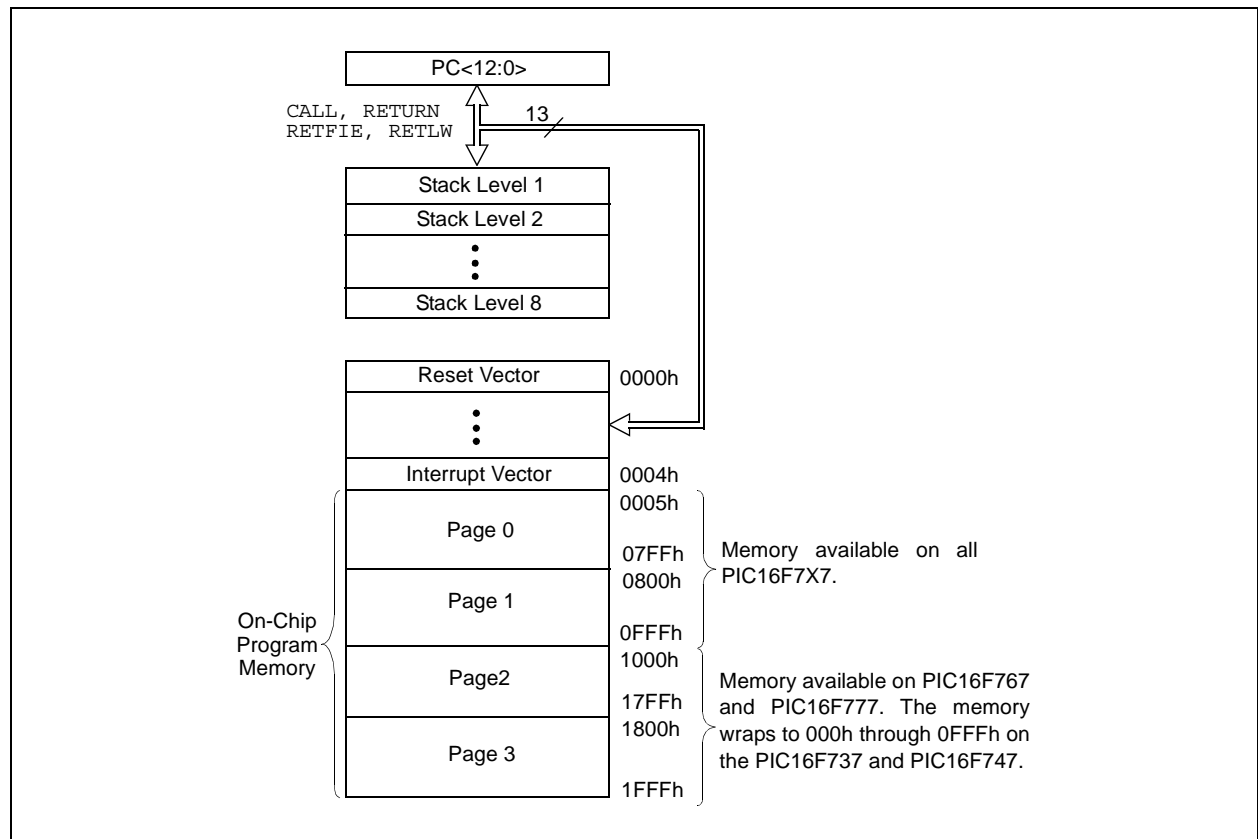 PC<12:0>
CALL, RETURN
RETFIE, RETLW
13
Stack Level 1
Stack Level 2
Stack Level 8
Reset Vector
0000h
Interrupt Vector
0004h
0005h
Page 0
07FFh
Memory available on all
PIC16F7X7.
0800h
Page 1
0FFFh
On-Chip
Program
Memory
1000h
Page2
17FFh
1800h
Page 3
1FFFh
Memory available on PIC16F767
and PIC16F777. The memory
wraps to 000h through 0FFFh on
the PIC16F737 and PIC16F747.